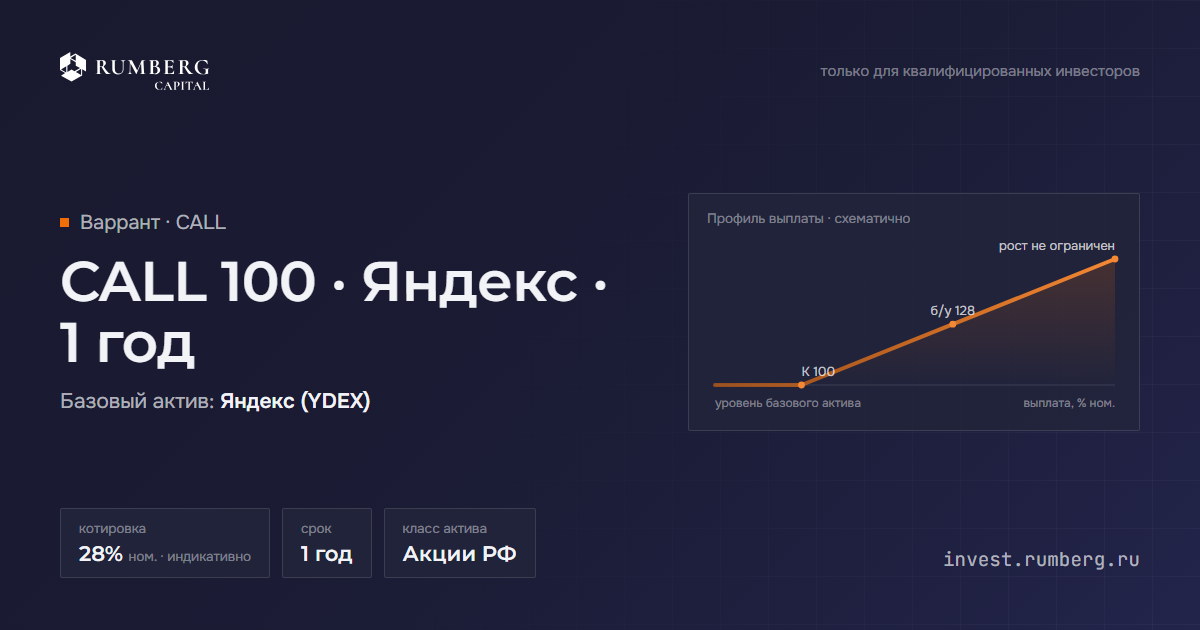 RUMBERG
CAPITAL
только для квалифицированных инвесторов
Варрант · CALL
CALL 100 · Яндекс ·
1 год
Базовый актив: Яндекс (YDEX)
Профиль выплаты · схематично
рост не ограничен
б/у 128
K 100
уровень базового актива
выплата, % ном.
котировка
28% ном. · индикативно
срок
1 год
класс актива
Акции РФ
invest.rumberg.ru